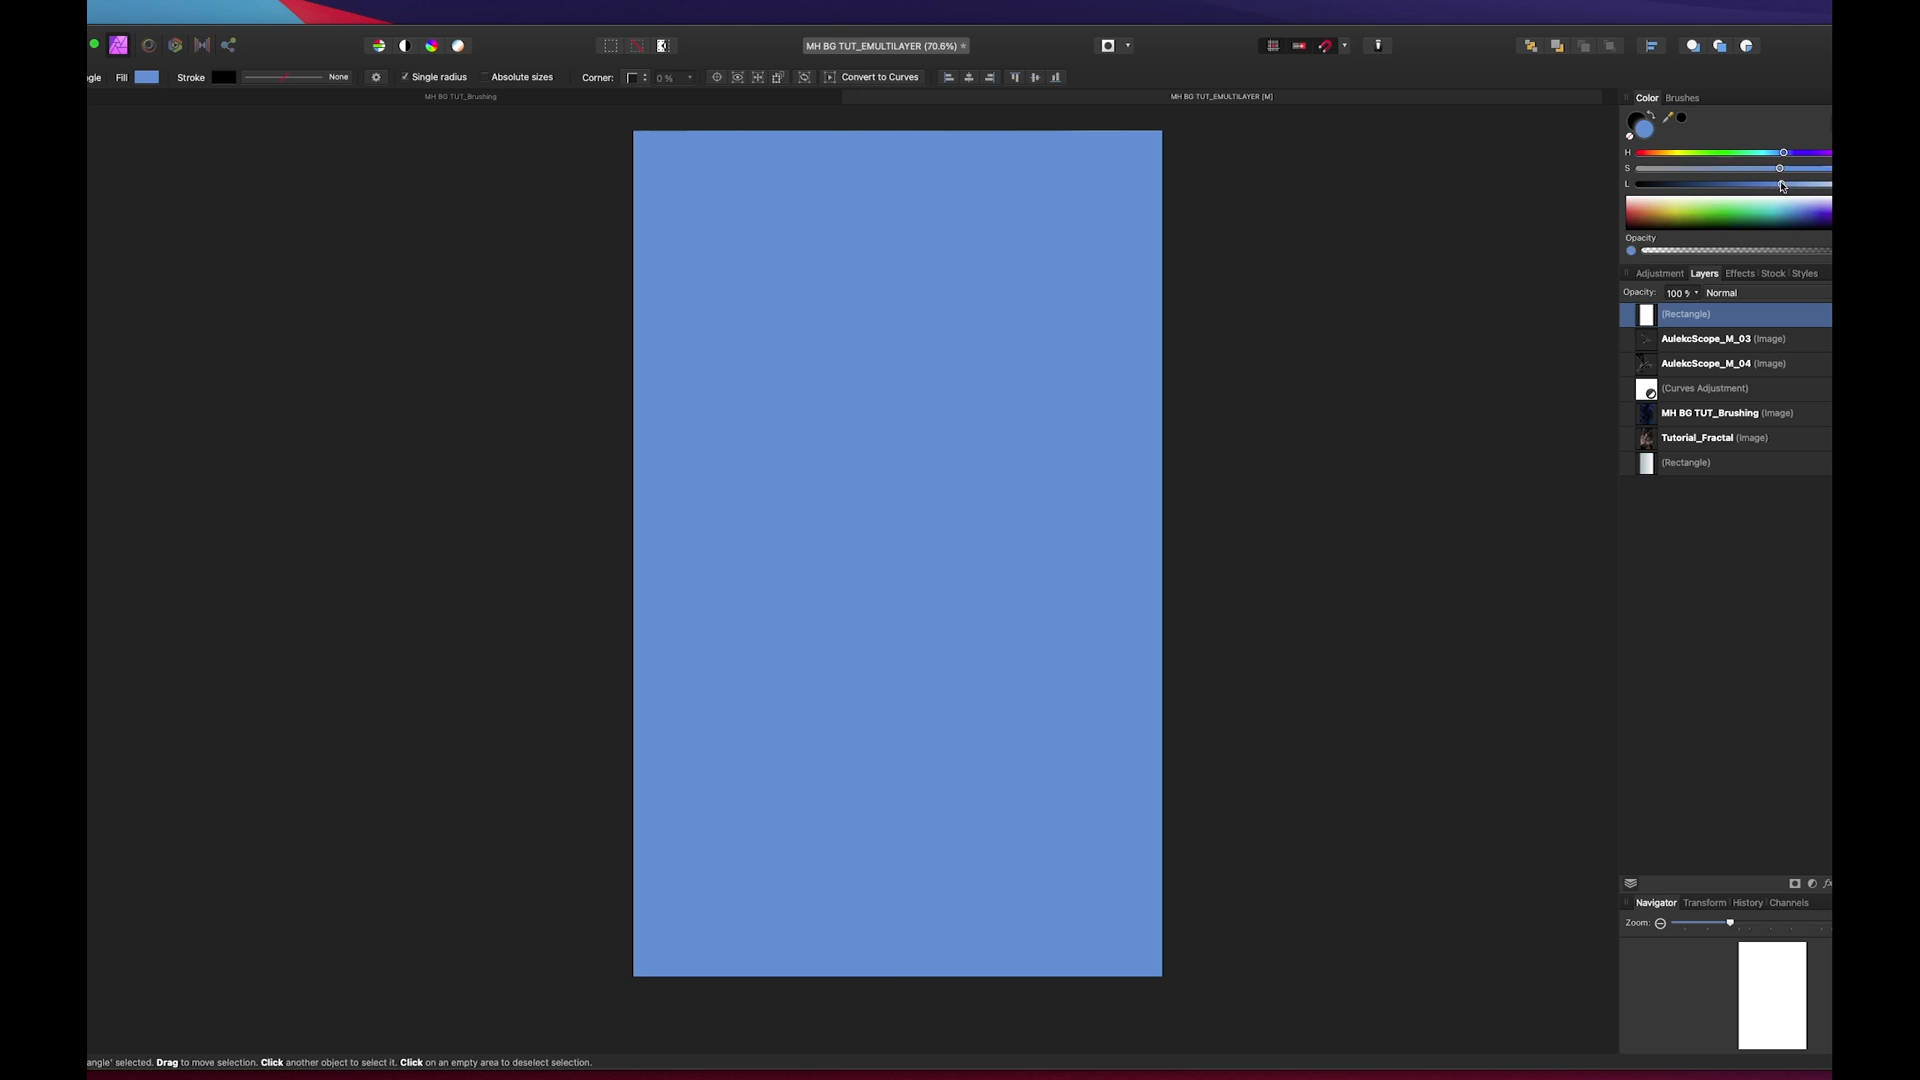 MH BG TUT_EMULTILAYER (70.6%) *
ngle Fill Stroke None Single radius Absolute sizes Corner: 0 % Convert to Curves
MH BG TUT_Brushing
MH BG TUT_EMULTILAYER [M]
Color Brushes
H
S
L
Opacity
Adjustment Layers Effects Stock Styles
Opacity: 100 % Normal
(Rectangle)
AulekcScope_M_03 (Image)
AulekcScope_M_04 (Image)
(Curves Adjustment)
MH BG TUT_Brushing (Image)
Tutorial_Fractal (Image)
(Rectangle)
fx
Navigator Transform History Channels
Zoom:
angle' selected. Drag to move selection. Click another object to select it. Click on an empty area to deselect selection.